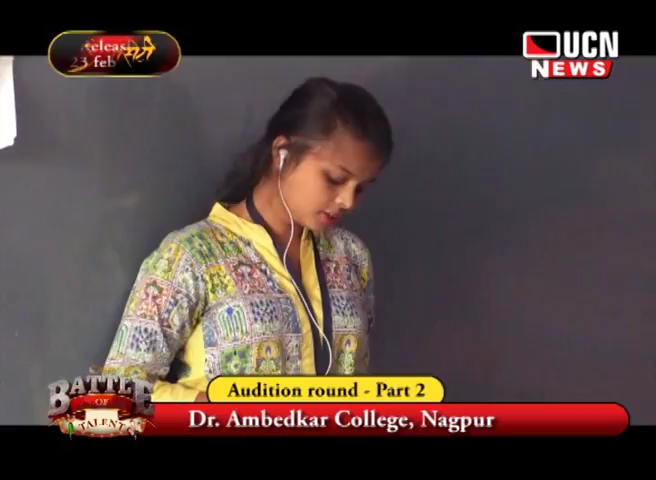 Release
23 feb
UCN
NEWS
Audition round - Part 2
BATTLE
OF
TALENT
Dr. Ambedkar College, Nagpur